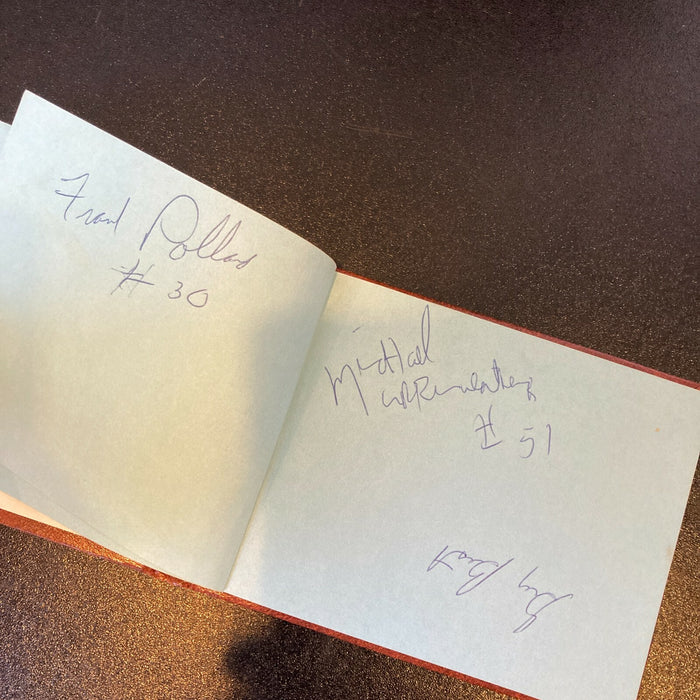 Frank Pollard
# 30
Michael
Merriweather
# 51